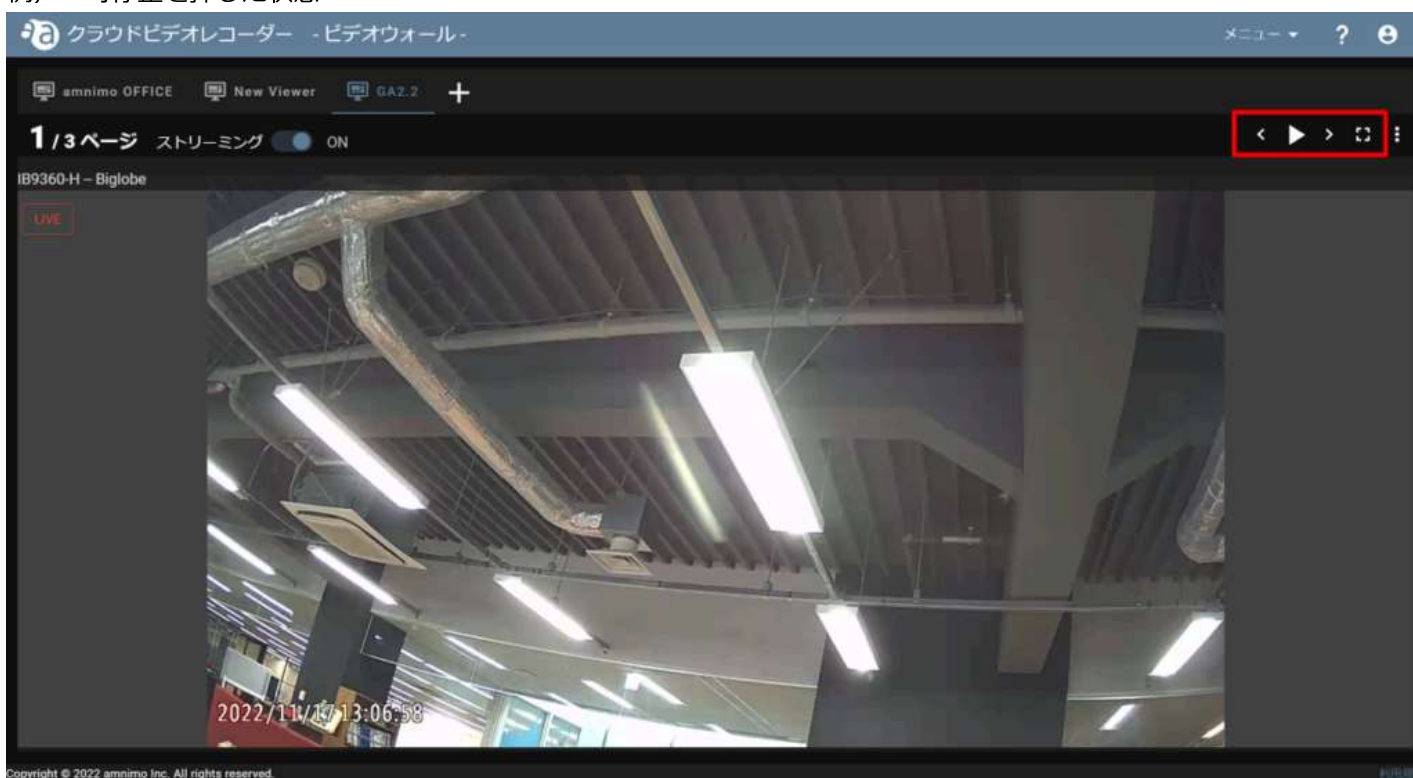 クラウドビデオレコーダー - ビデオウォール -
メニュー ?
amnimo OFFICE New Viewer GA2.2 +
1 / 3 ページ ストリーミング ON
IB9360-H – Biglobe
LIVE
2022/11/17 13:06:58
Copyright © 2022 amnimo Inc. All rights reserved.